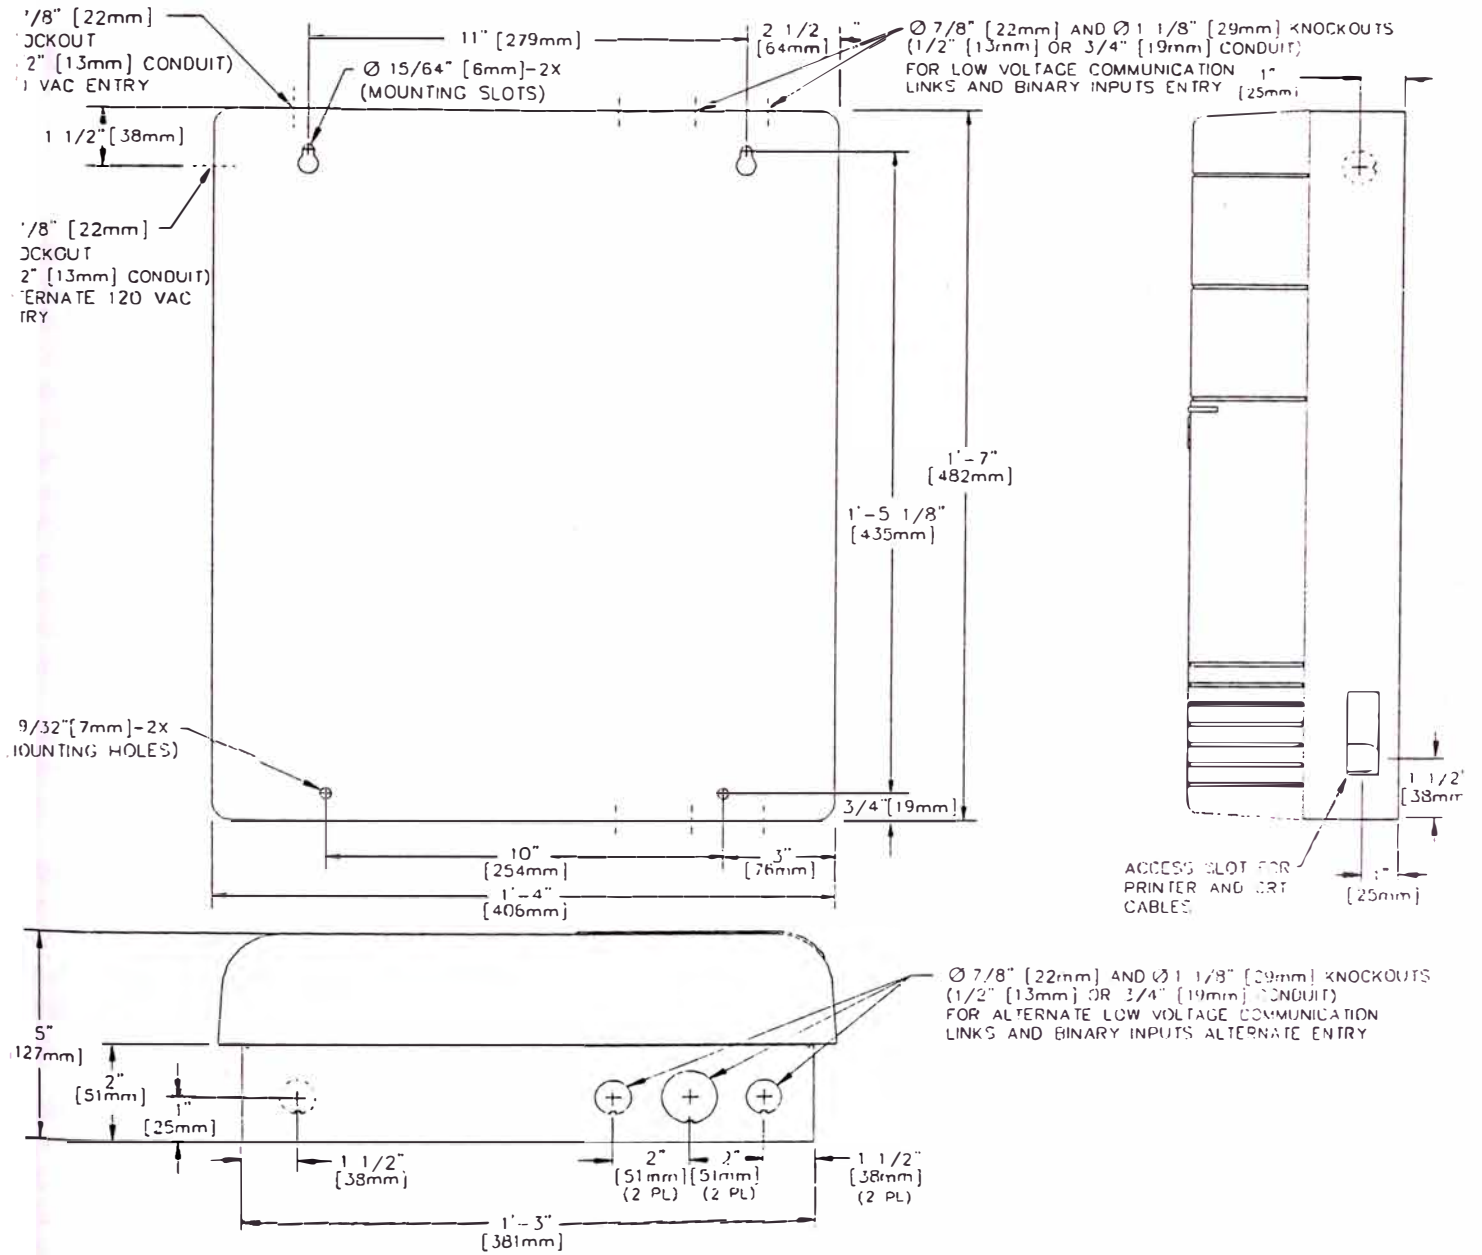 7/8" [22mm]
OCKOUT
2" [13mm] CONDUIT)
VAC ENTRY
11" [279mm]
Ø 15/64" [6mm]-2X
(MOUNTING SLOTS)
2 1/2"
[64mm]
Ø 7/8" [22mm] AND Ø 1 1/8" [29mm] KNOCKOUTS
(1/2" [13mm] OR 3/4" [19mm] CONDUIT)
FOR LOW VOLTAGE COMMUNICATION
LINKS AND BINARY INPUTS ENTRY
1"
[25mm]
1 1/2" [38mm]
/8" [22mm]
OCKOUT
2" [13mm] CONDUIT)
TERNATE 120 VAC
TRY
1'-7"
[482mm]
1'-5 1/8"
[435mm]
9/32" [7mm]-2X
MOUNTING HOLES)
3/4" [19mm]
1 1/2"
[38mm
10"
[254mm]
3"
[76mm]
1'-4"
[406mm]
ACCESS SLOT FOR
PRINTER AND CRT
CABLES
1"
[25mm]
Ø 7/8" [22mm] AND Ø 1 1/8" [29mm] KNOCKOUTS
(1/2" [13mm] OR 3/4" [19mm] CONDUIT)
FOR ALTERNATE LOW VOLTAGE COMMUNICATION
LINKS AND BINARY INPUTS ALTERNATE ENTRY
5"
127mm]
2"
[51mm]
1"
[25mm]
1 1/2"
[38mm]
2"
[51mm]
(2 PL)
2"
[51mm]
(2 PL)
1 1/2"
[38mm]
(2 PL)
1'-3"
[381mm]